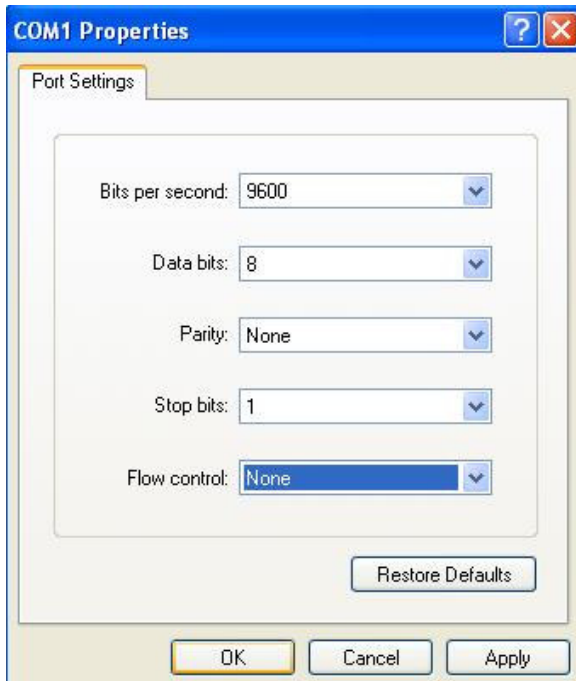 COM1 Properties
Port Settings
Bits per second: 9600
Data bits: 8
Parity: None
Stop bits: 1
Flow control: None
Restore Defaults
OK Cancel Apply